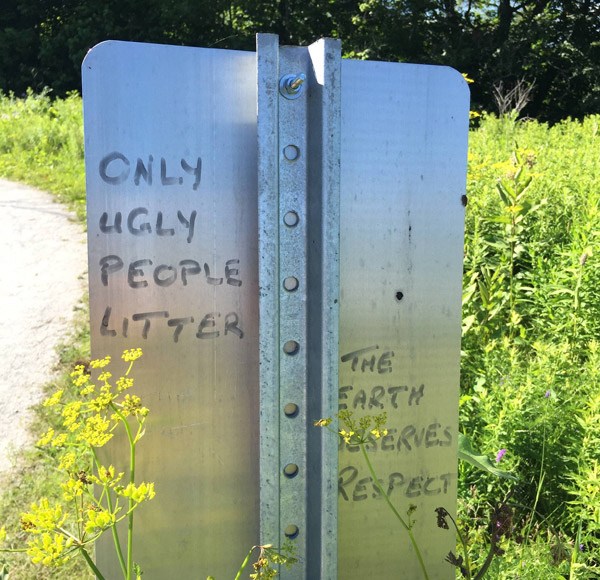 ONLY
UGLY
PEOPLE
LITTER
THE
EARTH
DESERVES
RESPECT